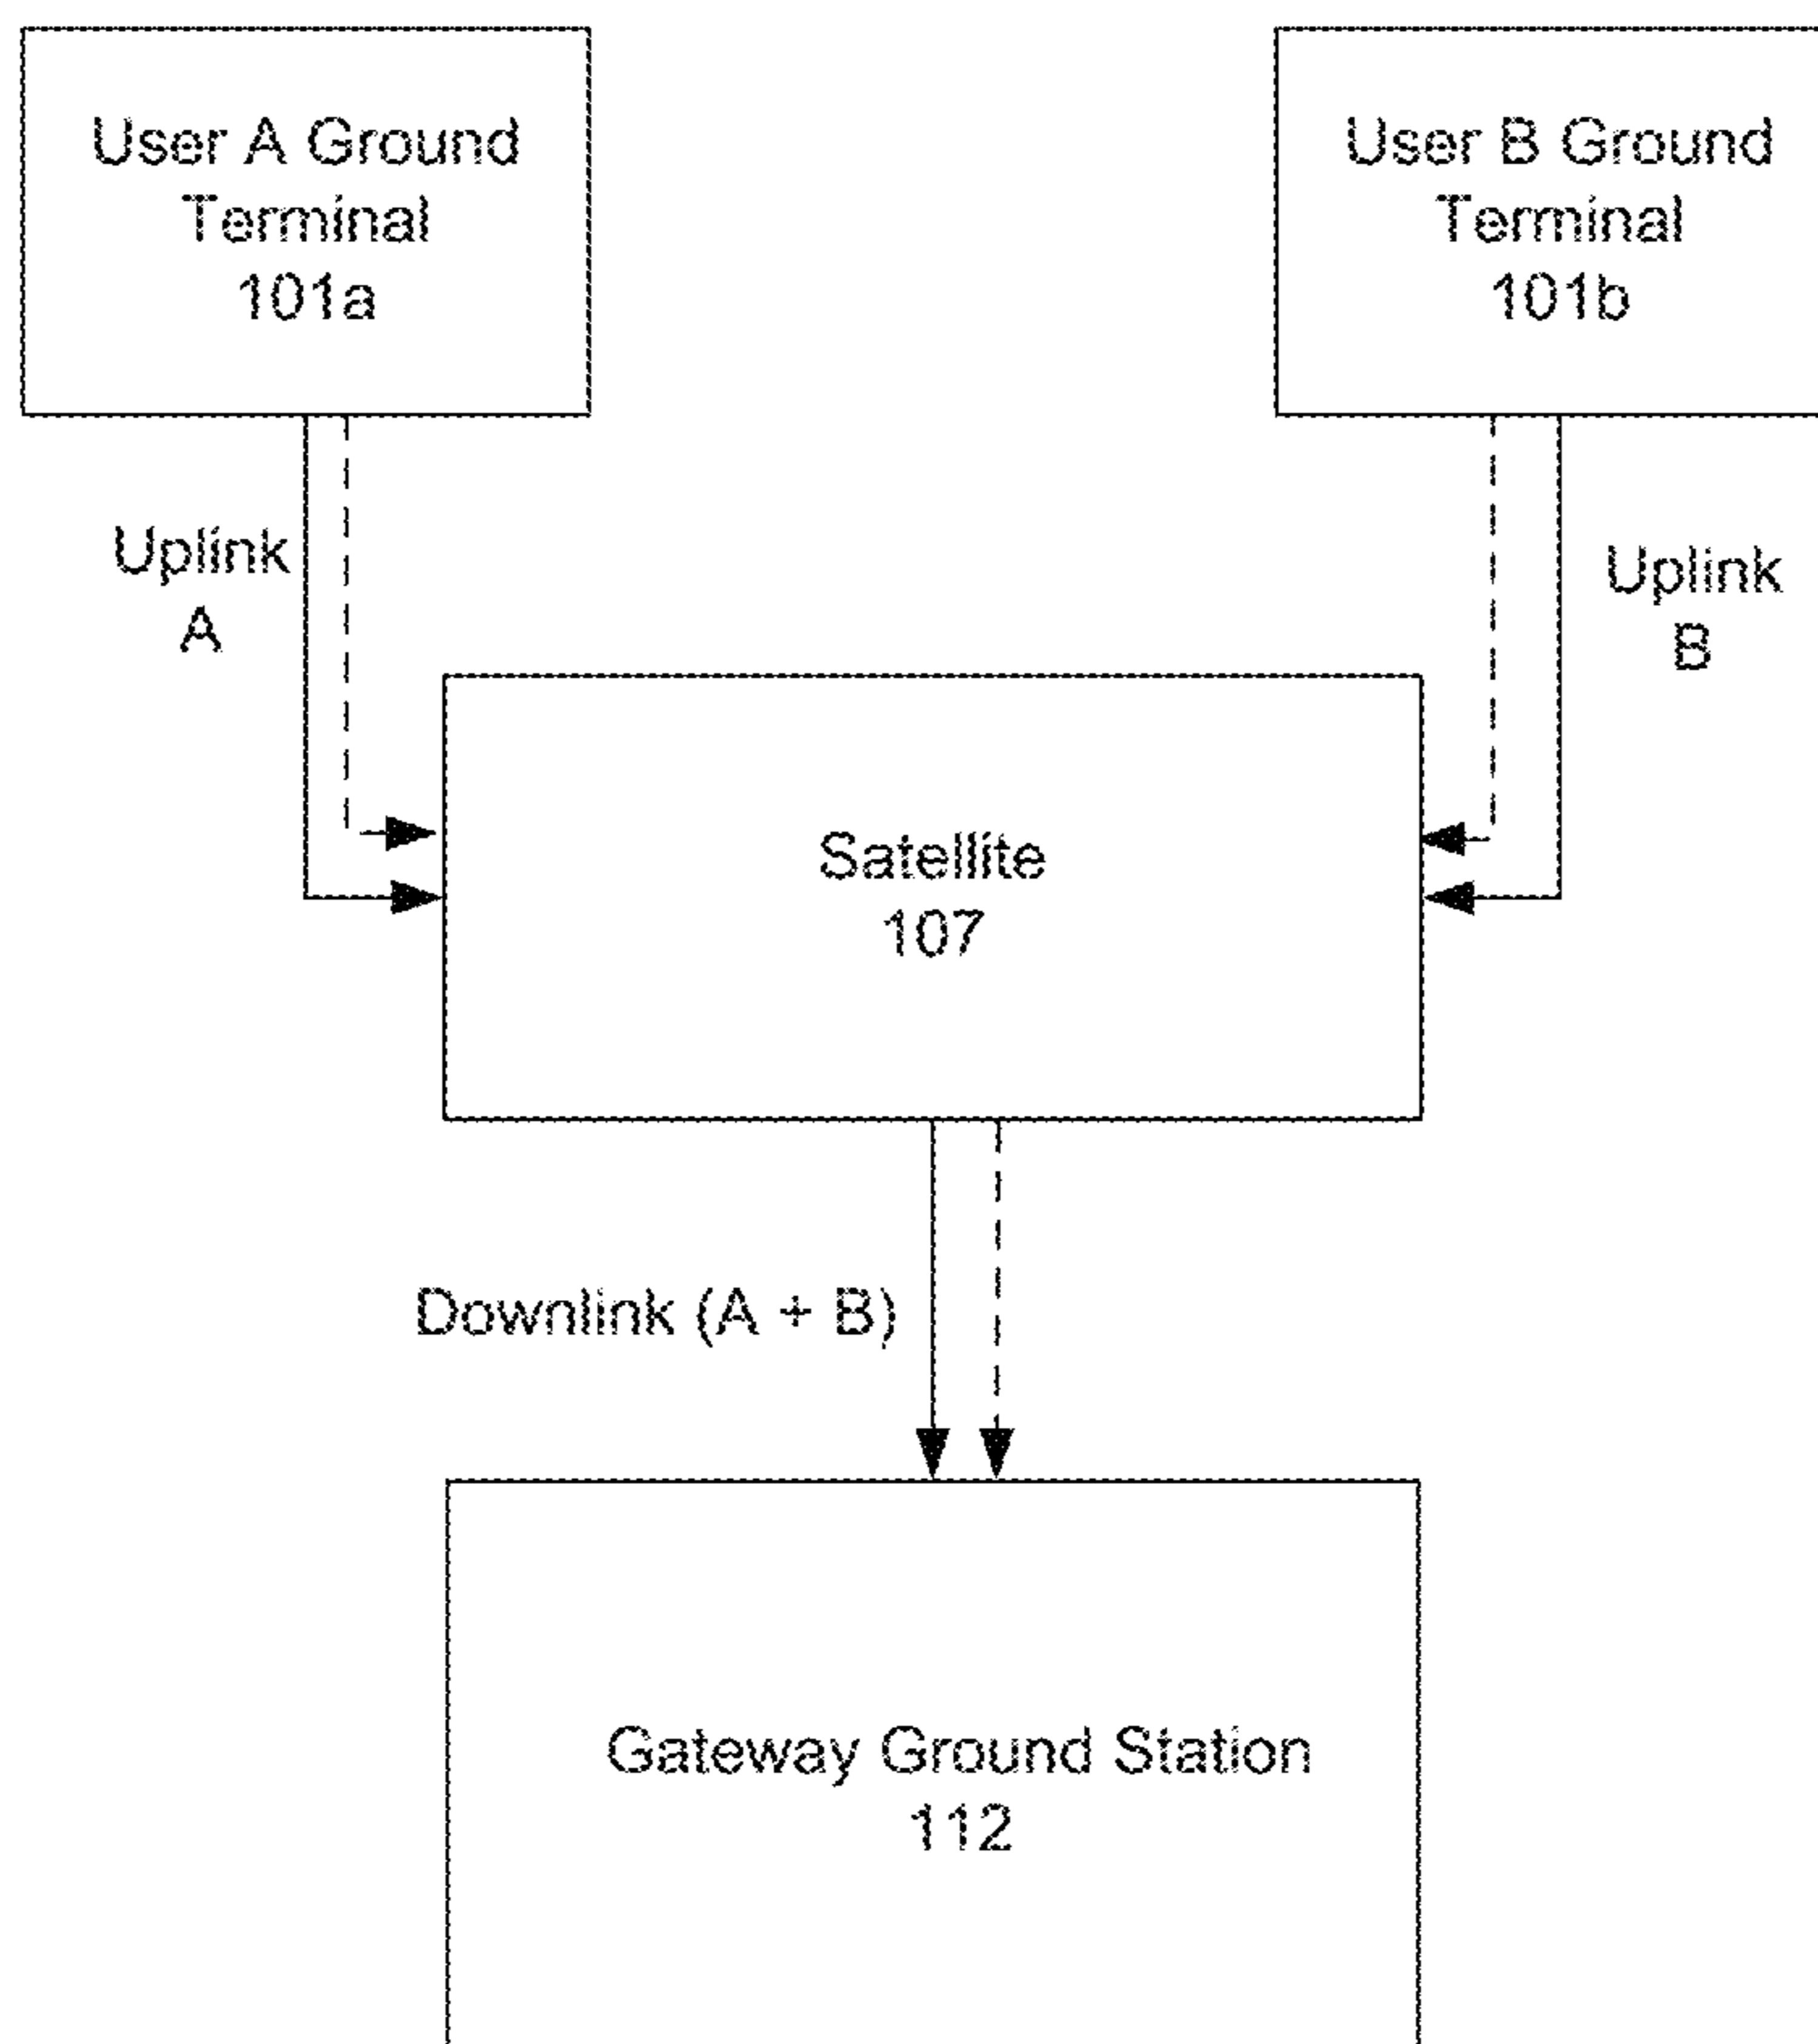 User A Ground
Terminal
101a
User B Ground
Terminal
101b
Uplink
A
Uplink
B
Satellite
107
Downlink (A + B)
Gateway Ground Station
112